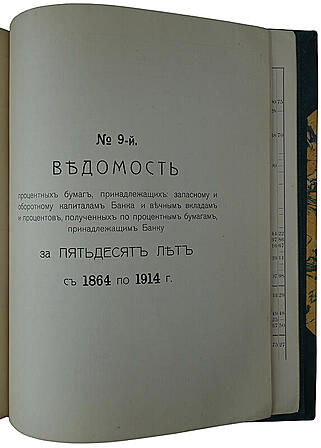 № 9-й.
ВѢДОМОСТЬ
процентныхъ бумагъ, принадлежащихъ: запасному и
оборотному капиталамъ Банка и вѣчнымъ вкладамъ
и процентовъ, полученныхъ по процентнымъ бумагамъ,
принадлежащимъ Банку
за ПЯТЬДЕСЯТЪ ЛѢТЪ
съ 1864 по 1914 г.